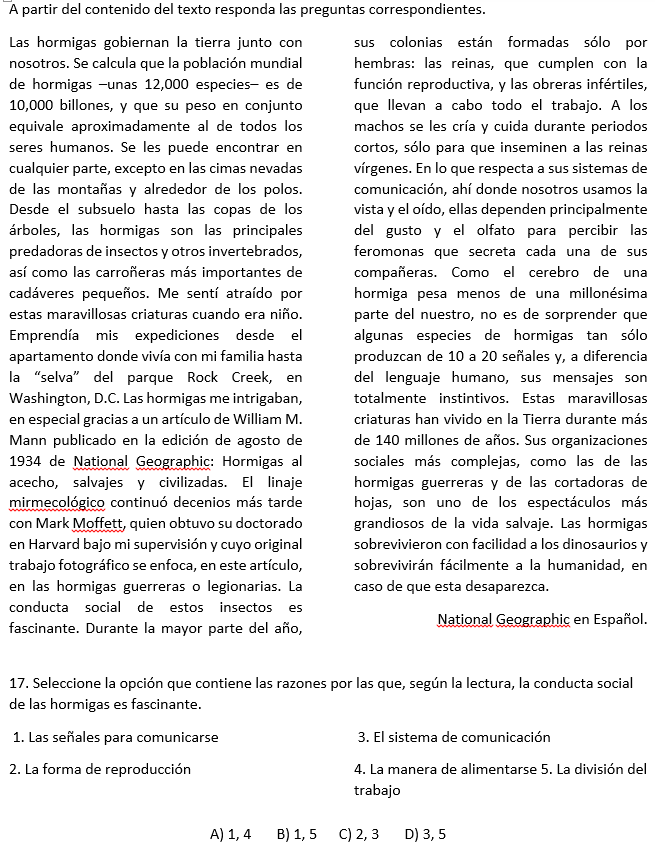 A partir del contenido del texto responda las preguntas correspondientes.
Las hormigas gobiernan la tierra junto con
nosotros. Se calcula que la población mundial
de hormigas –unas 12,000 especies– es de
10,000 billones, y que su peso en conjunto
equivale aproximadamente al de todos los
seres humanos. Se les puede encontrar en
cualquier parte, excepto en las cimas nevadas
de las montañas y alrededor de los polos.
Desde el subsuelo hasta las copas de los
árboles, las hormigas son las principales
predadoras de insectos y otros invertebrados,
así como las carroñeras más importantes de
cadáveres pequeños. Me sentí atraído por
estas maravillosas criaturas cuando era niño.
Emprendía mis expediciones desde el
apartamento donde vivía con mi familia hasta
la “selva” del parque Rock Creek, en
Washington, D.C. Las hormigas me intrigaban,
en especial gracias a un artículo de William M.
Mann publicado en la edición de agosto de
1934 de National Geographic: Hormigas al
acecho, salvajes y civilizadas. El linaje
mirmecológico continuó decenios más tarde
con Mark Moffett, quien obtuvo su doctorado
en Harvard bajo mi supervisión y cuyo original
trabajo fotográfico se enfoca, en este artículo,
en las hormigas guerreras o legionarias. La
conducta social de estos insectos es
fascinante. Durante la mayor parte del año,
sus colonias están formadas sólo por
hembras: las reinas, que cumplen con la
función reproductiva, y las obreras infértiles,
que llevan a cabo todo el trabajo. A los
machos se les cría y cuida durante periodos
cortos, sólo para que inseminen a las reinas
vírgenes. En lo que respecta a sus sistemas de
comunicación, ahí donde nosotros usamos la
vista y el oído, ellas dependen principalmente
del gusto y el olfato para percibir las
feromonas que secreta cada una de sus
compañeras. Como el cerebro de una
hormiga pesa menos de una millonésima
parte del nuestro, no es de sorprender que
algunas especies de hormigas tan sólo
produzcan de 10 a 20 señales y, a diferencia
del lenguaje humano, sus mensajes son
totalmente instintivos. Estas maravillosas
criaturas han vivido en la Tierra durante más
de 140 millones de años. Sus organizaciones
sociales más complejas, como las de las
hormigas guerreras y de las cortadoras de
hojas, son uno de los espectáculos más
grandiosos de la vida salvaje. Las hormigas
sobrevivieron con facilidad a los dinosaurios y
sobrevivirán fácilmente a la humanidad, en
caso de que esta desaparezca.
National Geographic en Español.
17. Seleccione la opción que contiene las razones por las que, según la lectura, la conducta social
de las hormigas es fascinante.
1. Las señales para comunicarse
2. La forma de reproducción
3. El sistema de comunicación
4. La manera de alimentarse 5. La división del
trabajo
A) 1, 4 B) 1, 5 C) 2, 3 D) 3, 5